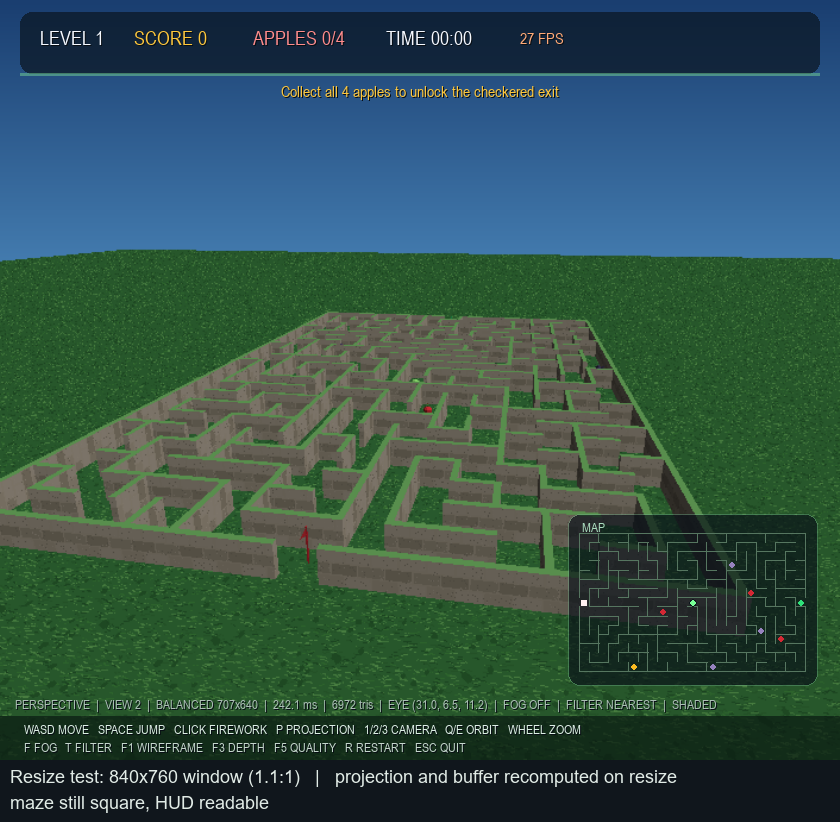 LEVEL 1 SCORE 0 APPLES 0/4 TIME 00:00 27 FPS
Collect all 4 apples to unlock the checkered exit
MAP
PERSPECTIVE | VIEW 2 | BALANCED 707x640 | 242.1 ms | 6972 tris | EYE (31.0, 6.5, 11.2) | FOG OFF | FILTER NEAREST | SHADED
WASD MOVE SPACE JUMP CLICK FIREWORK P PROJECTION 1/2/3 CAMERA Q/E ORBIT WHEEL ZOOM
F FOG T FILTER F1 WIREFRAME F3 DEPTH F5 QUALITY R RESTART ESC QUIT
Resize test: 840x760 window (1.1:1) | projection and buffer recomputed on resize
maze still square, HUD readable